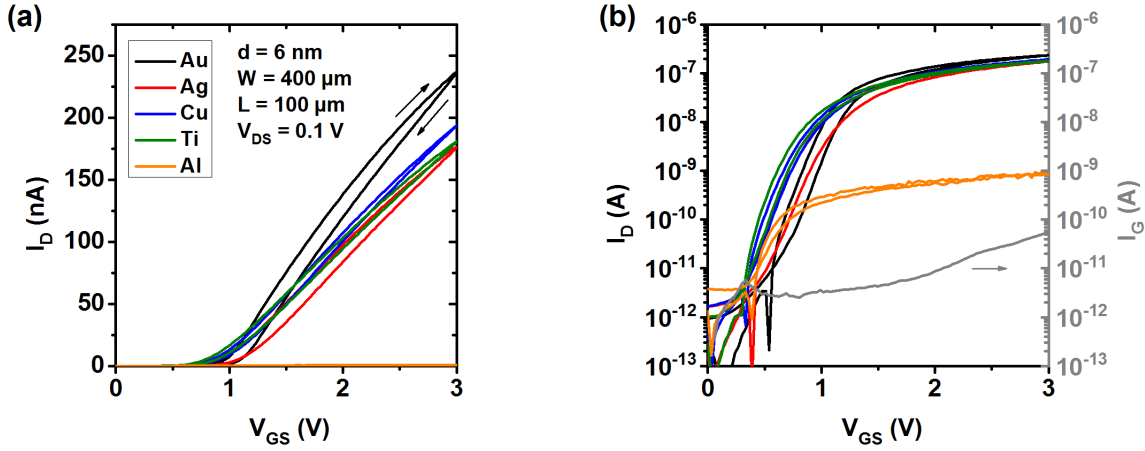 (a)
250
200
150
100
50
0
I_D (nA)
Au
Ag
Cu
Ti
Al
d = 6 nm
W = 400 µm
L = 100 µm
V_DS = 0.1 V
0 1 2 3
V_GS (V)
(b)
10^-6
10^-7
10^-8
10^-9
10^-10
10^-11
10^-12
10^-13
I_D (A)
10^-6
10^-7
10^-8
10^-9
10^-10
10^-11
10^-12
10^-13
I_G (A)
0 1 2 3
V_GS (V)